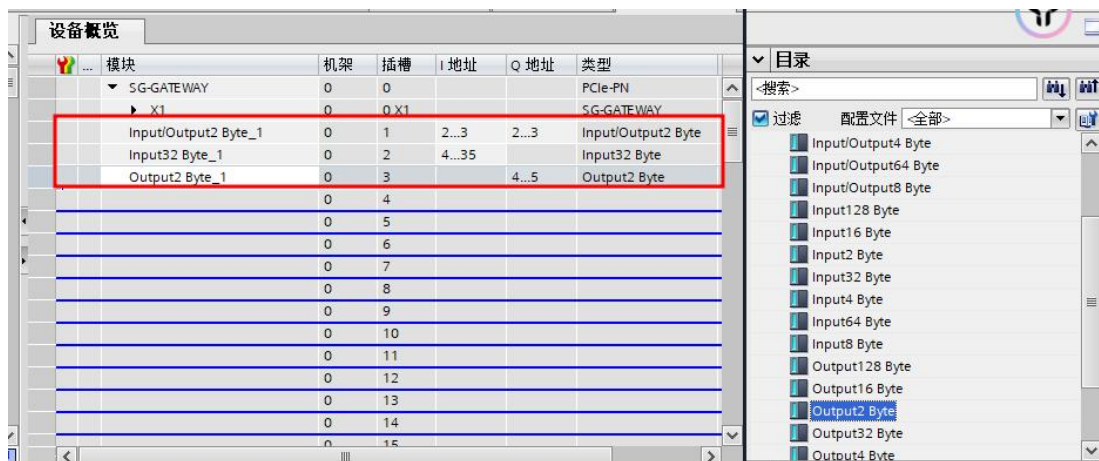 设备概览
... 模块 机架 插槽 I 地址 Q 地址 类型
SG-GATEWAY 0 0 PCIe-PN
X1 0 0 X1 SG-GATEWAY
Input/Output2 Byte_1 0 1 2...3 2...3 Input/Output2 Byte
Input32 Byte_1 0 2 4...35 Input32 Byte
Output2 Byte_1 0 3 4...5 Output2 Byte
0 4
0 5
0 6
0 7
0 8
0 9
0 10
0 11
0 12
0 13
0 14
0 15
目录
<搜索>
过滤 配置文件 <全部>
Input/Output4 Byte
Input/Output64 Byte
Input/Output8 Byte
Input128 Byte
Input16 Byte
Input2 Byte
Input32 Byte
Input4 Byte
Input64 Byte
Input8 Byte
Output128 Byte
Output16 Byte
Output2 Byte
Output32 Byte
Output4 Byte